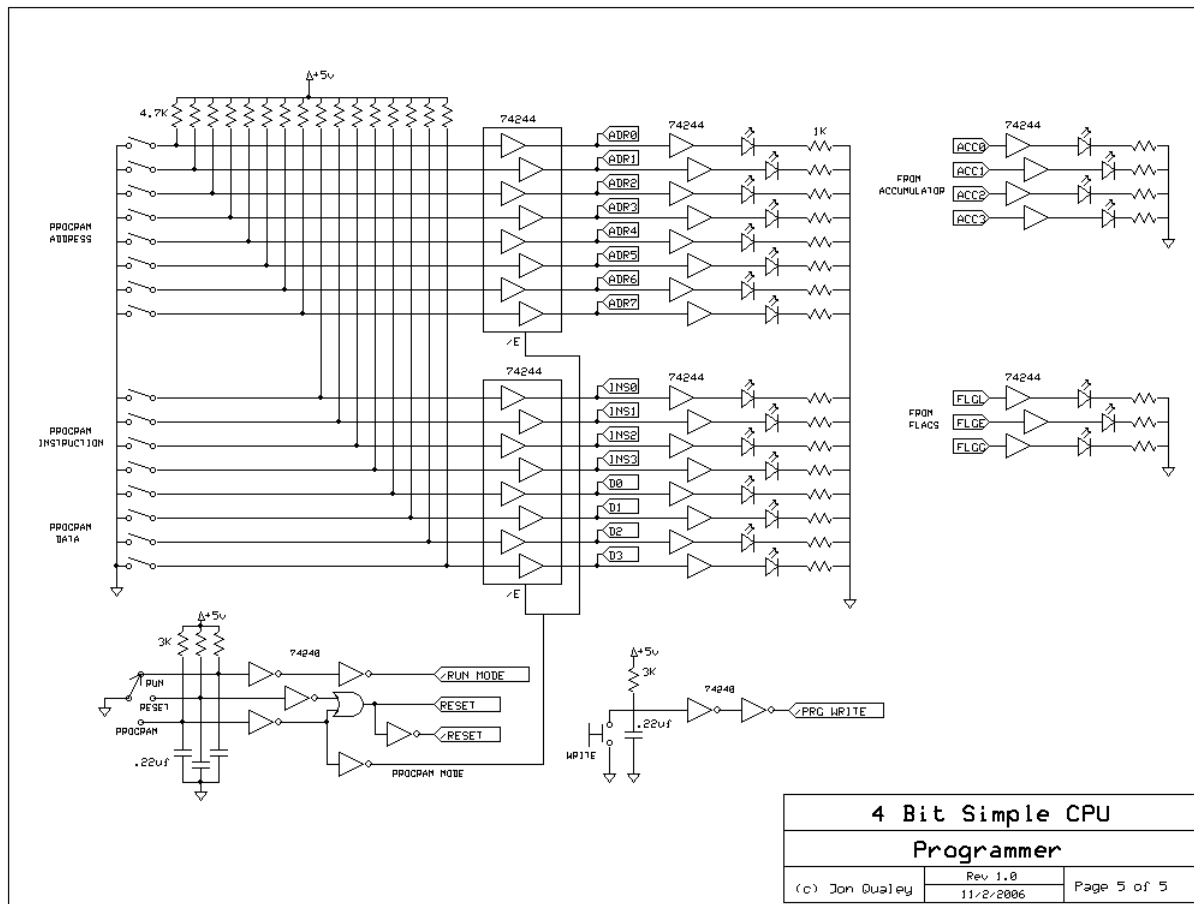 +5v
4.7K
74244
74244
1K
74244
ADR0
ADR1
ADR2
ADR3
ADR4
ADR5
ADR6
ADR7
ACC0
ACC1
ACC2
ACC3
FROM
ACCUMULATOR
PROGRAM
ADDRESS
/E
74244
74244
74244
INS0
INS1
INS2
INS3
D0
D1
D2
D3
FLGL
FLGE
FLGG
FROM
FLAGS
PROGRAM
INSTRUCTION
PROGRAM
DATA
/E
+5v
3K
74240
RUN
RESET
PROGRAM
.22uf
/RUN MODE
RESET
/RESET
PROGRAM MODE
+5v
3K
74240
.22uf
WRITE
/PRG WRITE
4 Bit Simple CPU
Programmer
(c) Jon Qualey
Rev 1.0
11/2/2006
Page 5 of 5